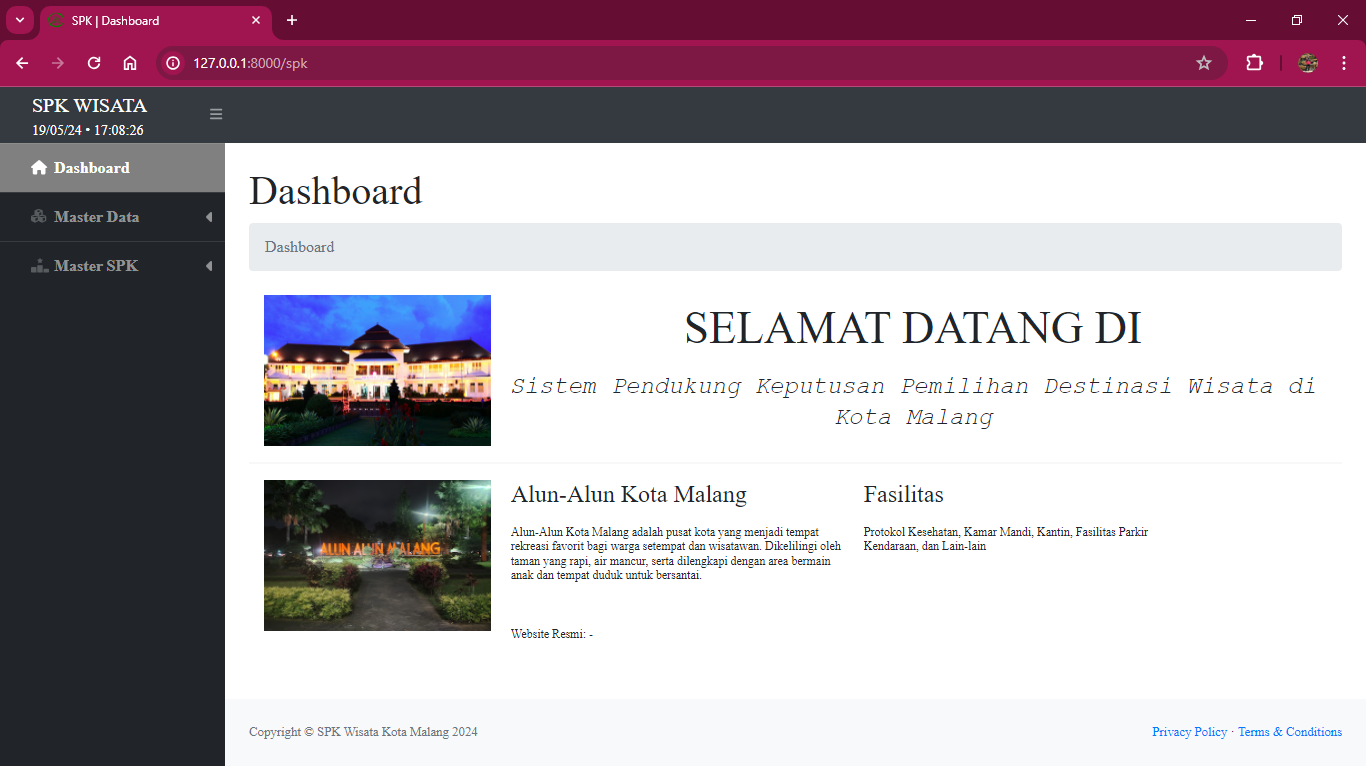 SPK | Dashboard
127.0.0.1:8000/spk
SPK WISATA
19/05/24 • 17:08:26
Dashboard
Master Data
Master SPK
Dashboard
Dashboard
SELAMAT DATANG DI
Sistem Pendukung Keputusan Pemilihan Destinasi Wisata di
Kota Malang
ALUN ALUN MALANG
Alun-Alun Kota Malang
Alun-Alun Kota Malang adalah pusat kota yang menjadi tempat
rekreasi favorit bagi warga setempat dan wisatawan. Dikelilingi oleh
taman yang rapi, air mancur, serta dilengkapi dengan area bermain
anak dan tempat duduk untuk bersantai.
Website Resmi: -
Fasilitas
Protokol Kesehatan, Kamar Mandi, Kantin, Fasilitas Parkir
Kendaraan, dan Lain-lain
Copyright © SPK Wisata Kota Malang 2024
Privacy Policy · Terms & Conditions